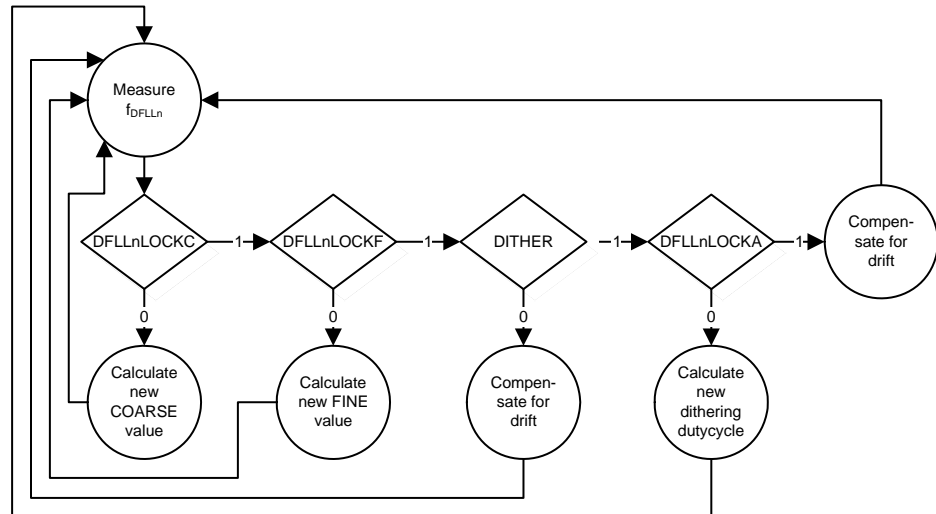 Measure
fDFLLn
DFLLnLOCKC
1
DFLLnLOCKF
1
DITHER
1
DFLLnLOCKA
1
Compen-
sate for
drift
0
0
0
0
Calculate
new
COARSE
value
Calculate
new FINE
value
Compen-
sate for
drift
Calculate
new
dithering
dutycycle